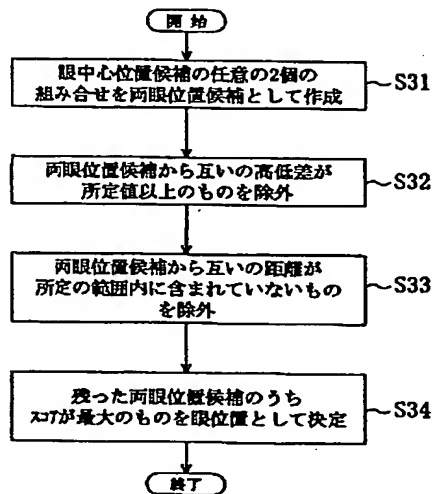 開 始
眼中心位置候補の任意の2個の
組み合せを両眼位置候補として作成
S31
両眼位置候補から互いの高低差が
所定値以上のものを除外
S32
両眼位置候補から互いの距離が
所定の範囲内に含まれていないもの
を除外
S33
残った両眼位置候補のうち
スコアが最大のものを眼位置として決定
S34
終了